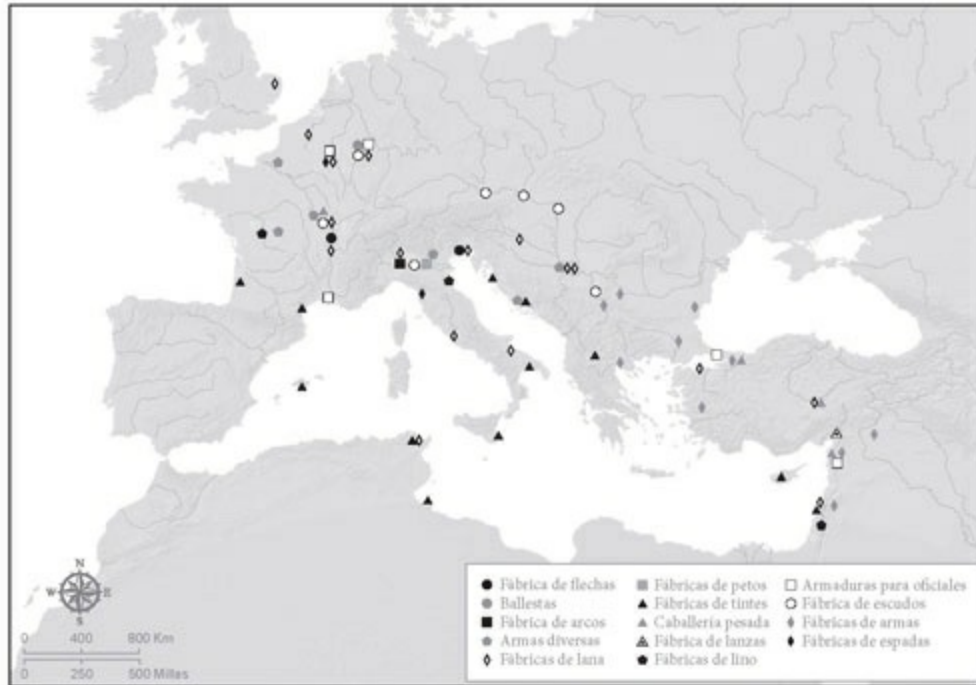 N
W E
S
0 400 800 Km
0 250 500 Millas
Fábrica de flechas
Ballestas
Fábrica de arcos
Armas diversas
Fábricas de lana
Fábricas de petos
Fábricas de tintes
Caballería pesada
Fábrica de lanzas
Fábricas de lino
Armaduras para oficiales
Fábrica de escudos
Fábricas de armas
Fábricas de espadas